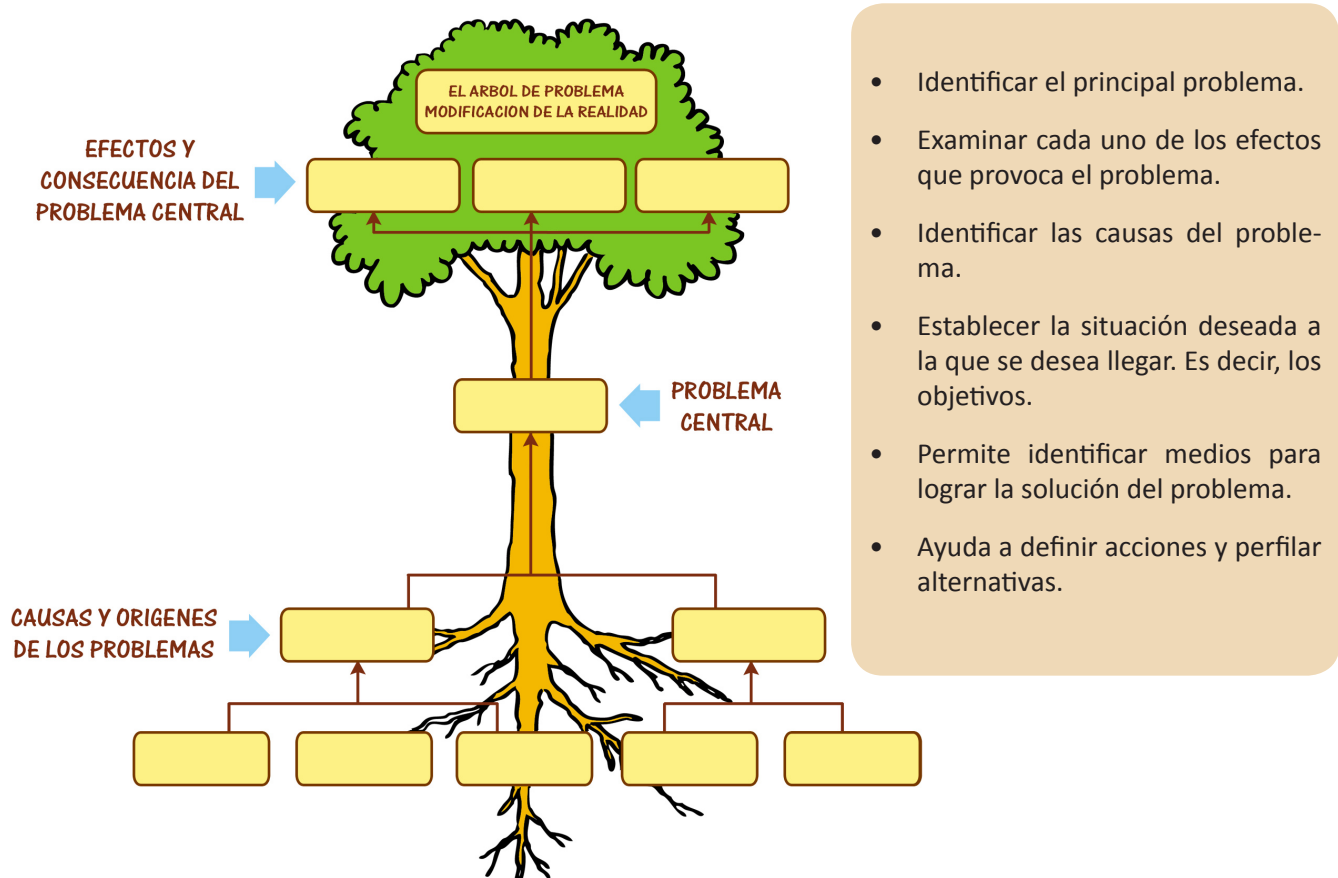 EL ARBOL DE PROBLEMA
MODIFICACION DE LA REALIDAD
EFECTOS Y
CONSECUENCIA DEL
PROBLEMA CENTRAL
PROBLEMA
CENTRAL
CAUSAS Y ORIGENES
DE LOS PROBLEMAS
• Identificar el principal problema.
• Examinar cada uno de los efectos
que provoca el problema.
• Identificar las causas del proble-
ma.
• Establecer la situación deseada a
la que se desea llegar. Es decir, los
objetivos.
• Permite identificar medios para
lograr la solución del problema.
• Ayuda a definir acciones y perfilar
alternativas.